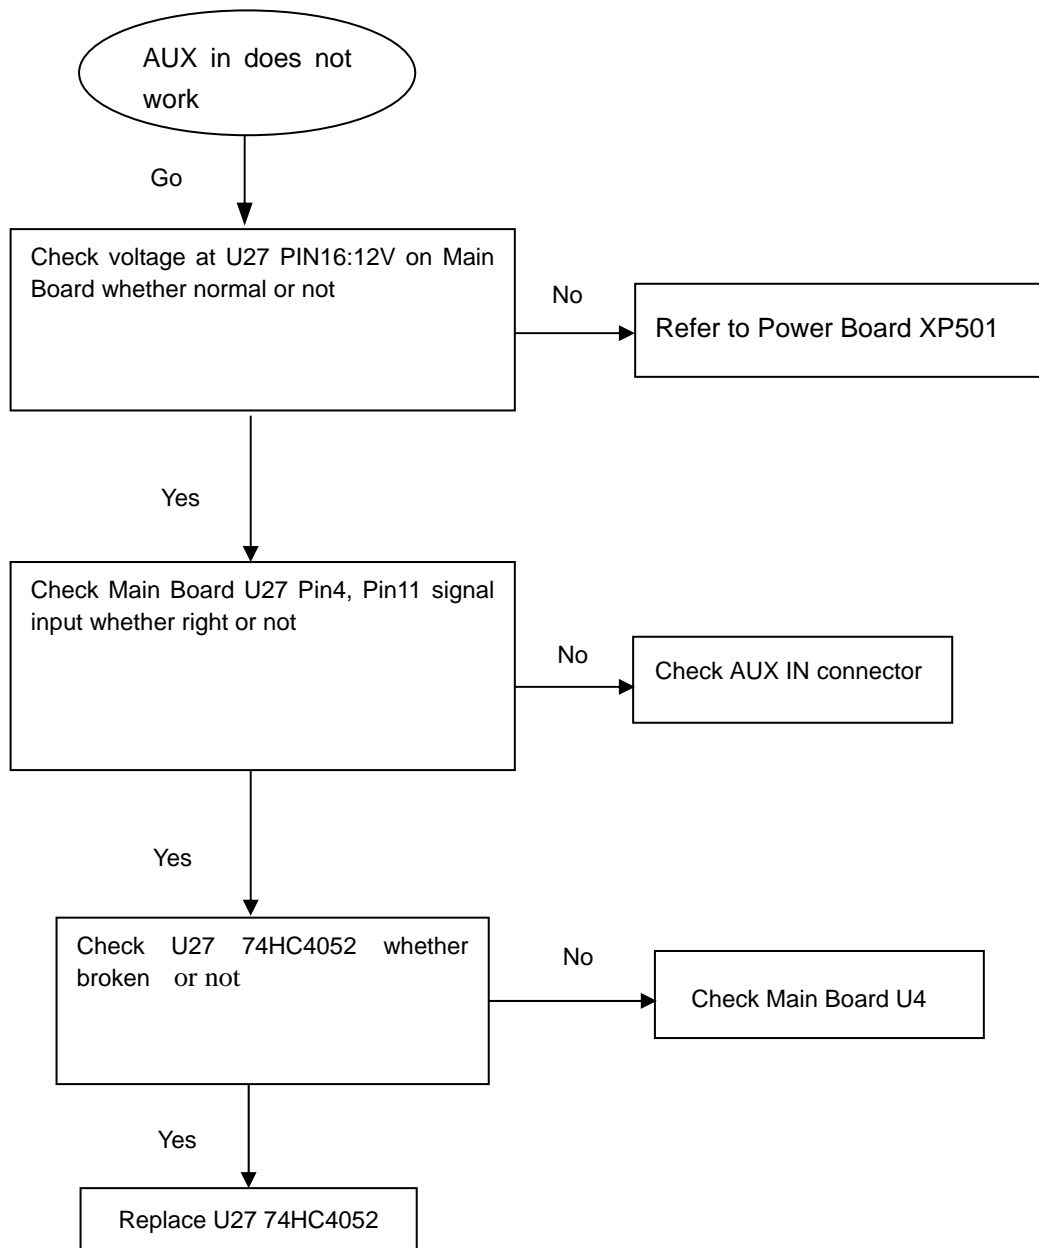 AUX in does not
work
Go
Check voltage at U27 PIN16:12V on Main
Board whether normal or not
No
Refer to Power Board XP501
Yes
Check Main Board U27 Pin4, Pin11 signal
input whether right or not
No
Check AUX IN connector
Yes
Check U27 74HC4052 whether
broken or not
No
Check Main Board U4
Yes
Replace U27 74HC4052